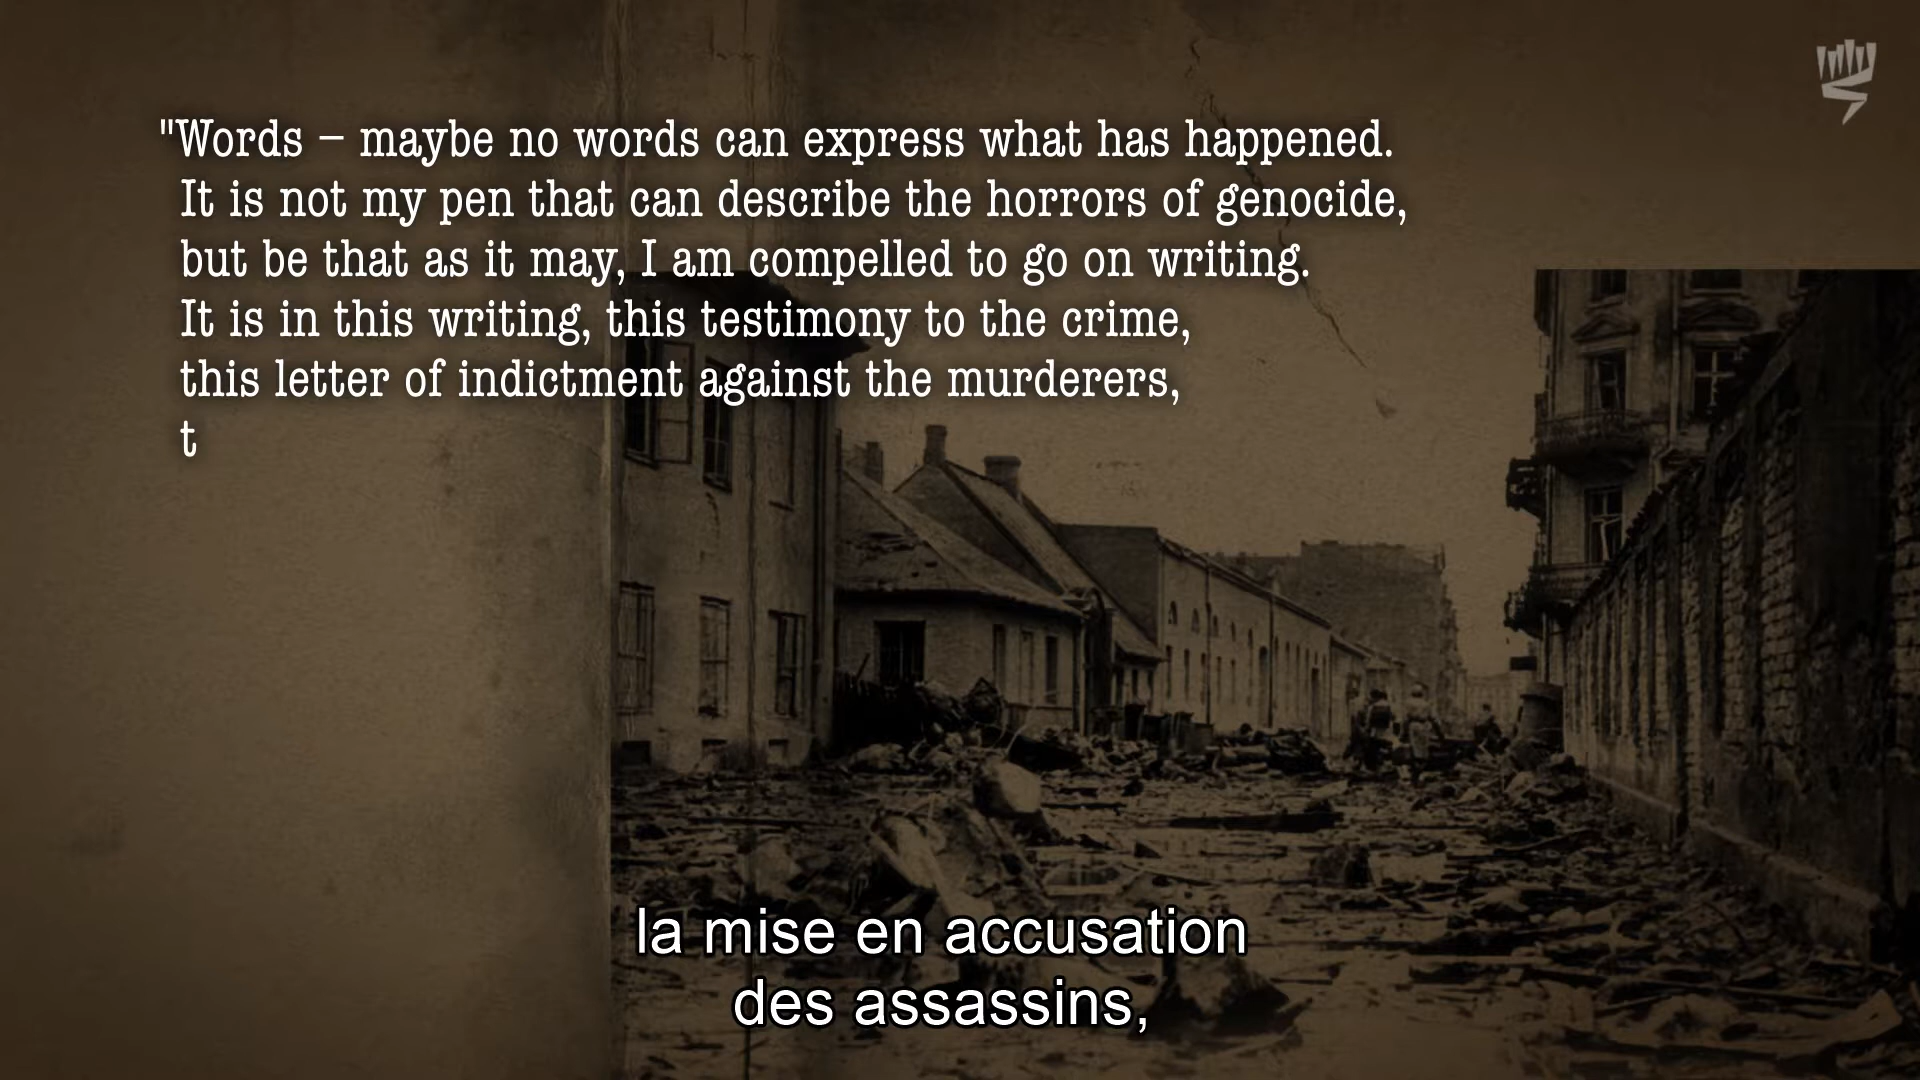 "Words – maybe no words can express what has happened.
It is not my pen that can describe the horrors of genocide,
but be that as it may, I am compelled to go on writing.
It is in this writing, this testimony to the crime,
this letter of indictment against the murderers,
t
la mise en accusation
des assassins,